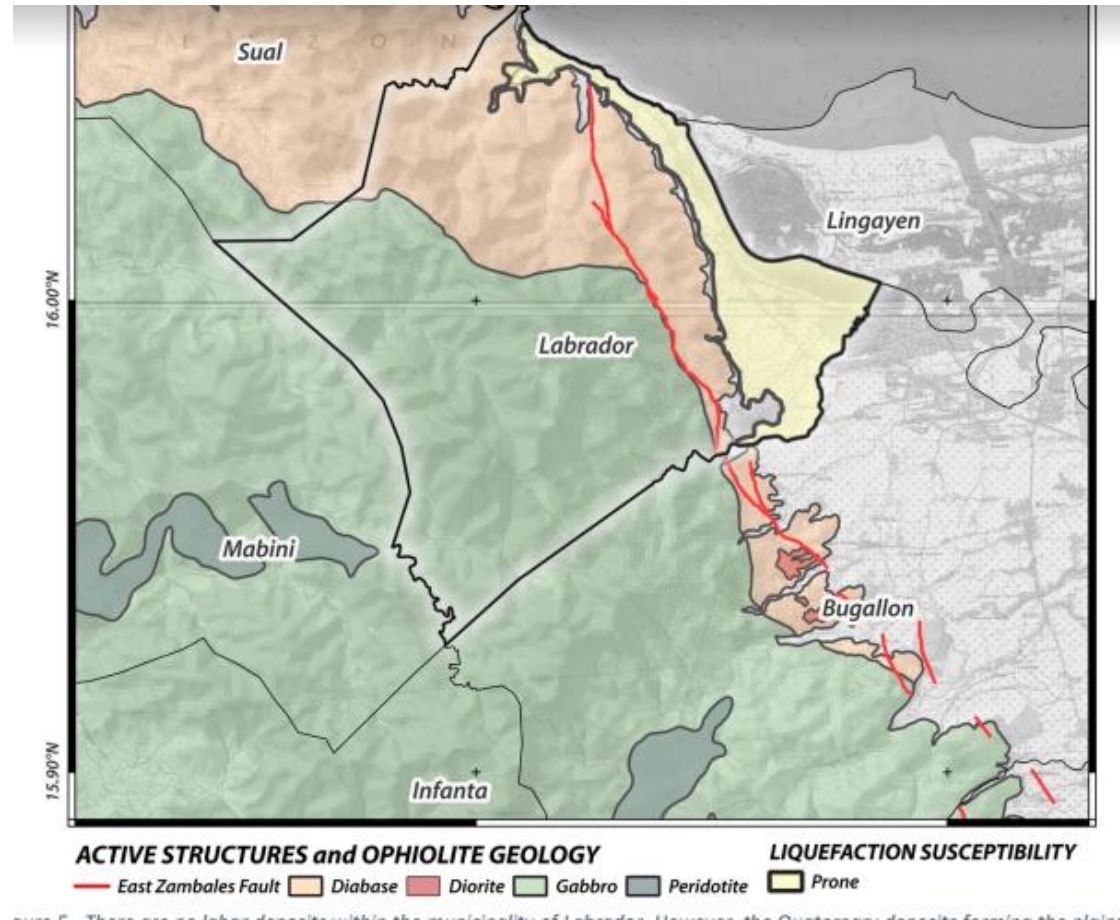 L U Z O N
Sual
Lingayen
16.00°N
Labrador
Mabini
Bugallon
15.90°N
Infanta
ACTIVE STRUCTURES and OPHIOLITE GEOLOGY
East Zambales Fault Diabase Diorite Gabbro Peridotite
LIQUEFACTION SUSCEPTIBILITY
Prone
There are no lahar deposits within the municipality of Labrador. However, the Quaternary deposits forming the